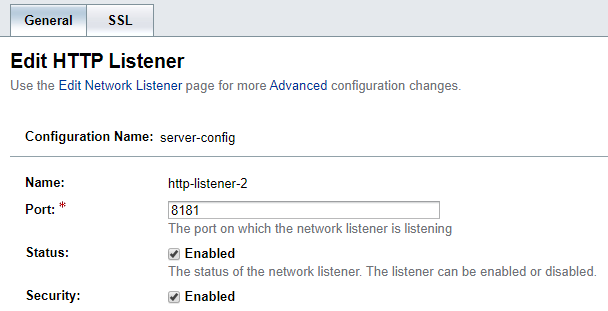 General SSL
Edit HTTP Listener
Use the Edit Network Listener page for more Advanced configuration changes.
Configuration Name: server-config
Name: http-listener-2
Port: * 8181
The port on which the network listener is listening
Status: Enabled
The status of the network listener. The listener can be enabled or disabled.
Security: Enabled